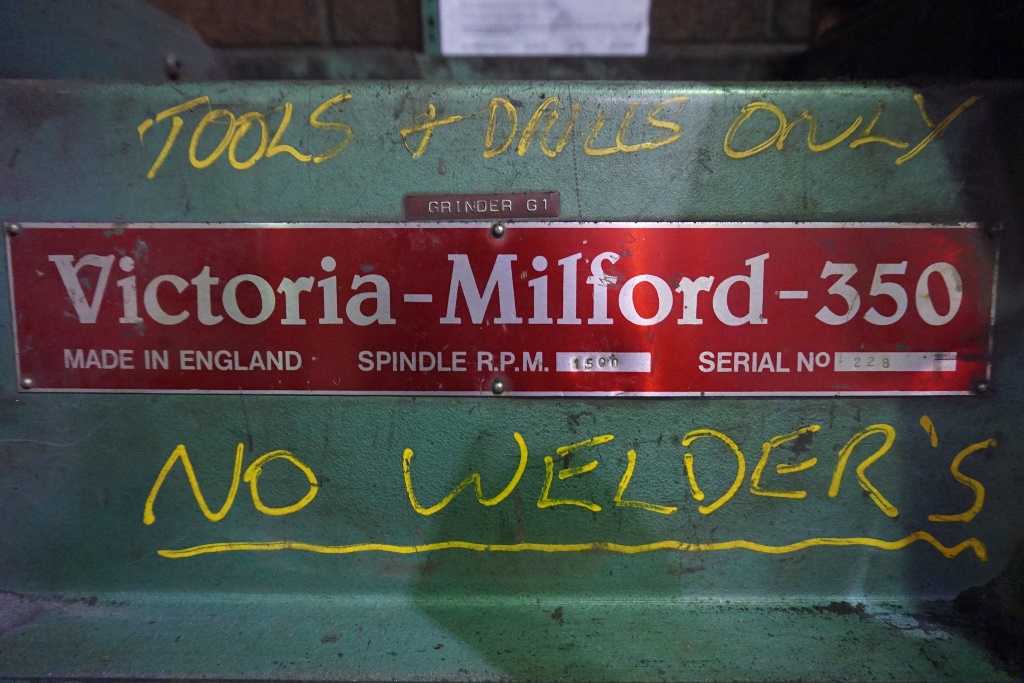 TOOLS + DRILLS ONLY
GRINDER G1
Victoria-Milford-350
MADE IN ENGLAND SPINDLE R.P.M. 1500 SERIAL No 228
NO WELDER'S